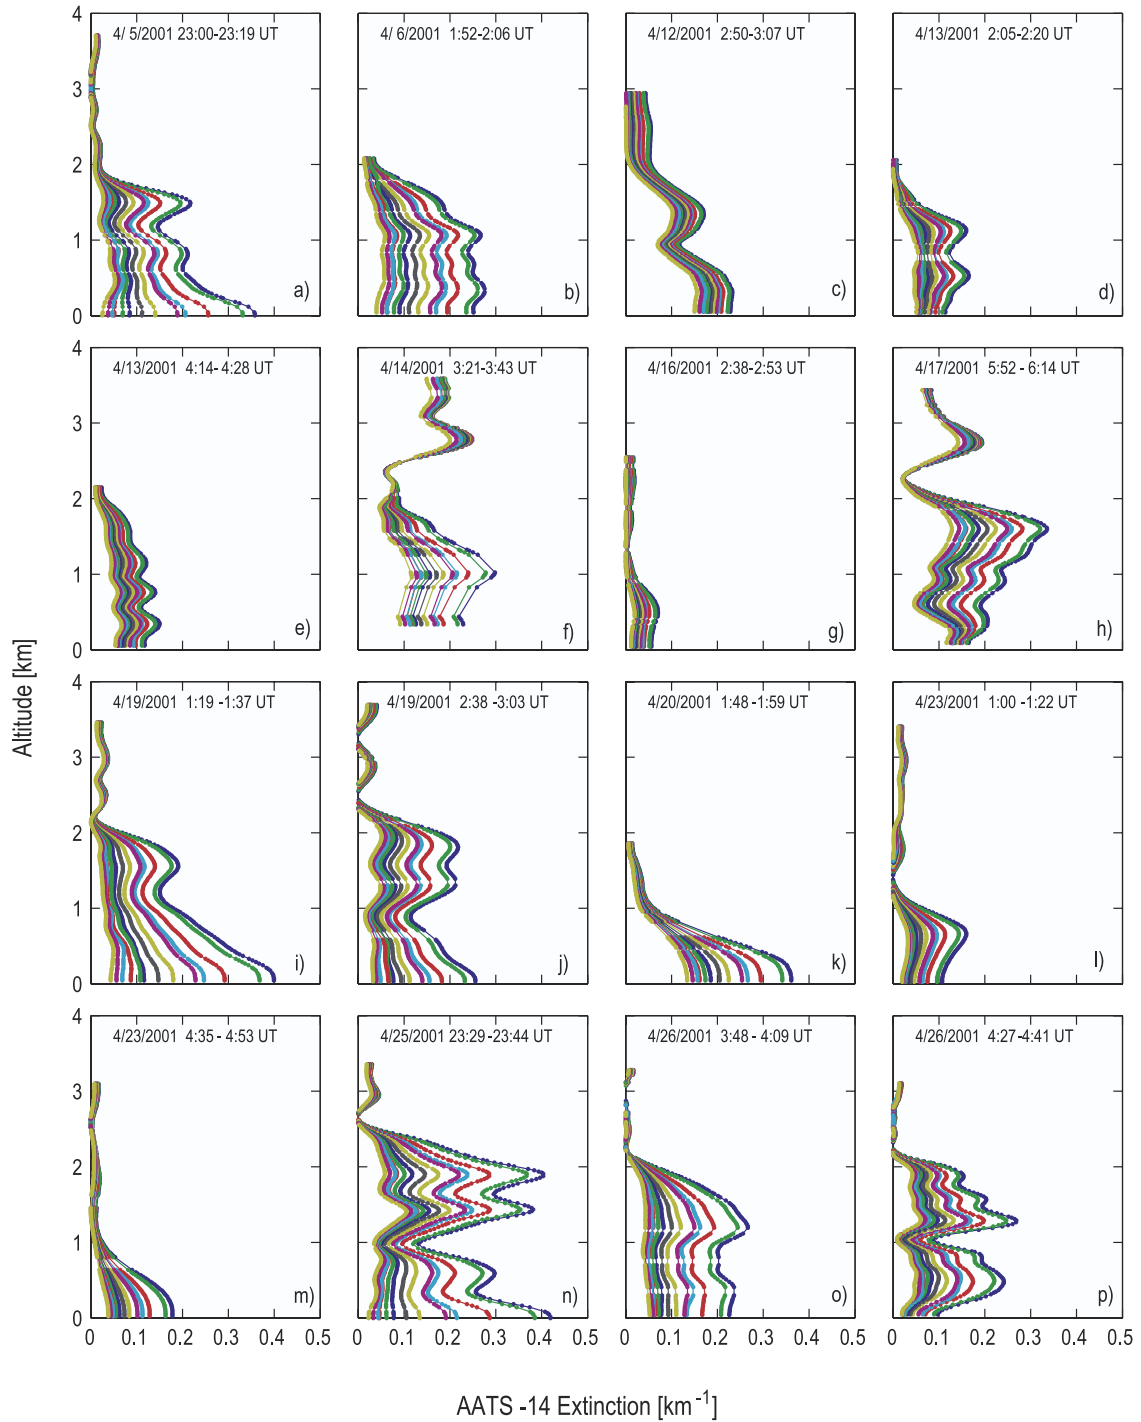 4
4/ 5/2001 23:00-23:19 UT
4/ 6/2001 1:52-2:06 UT
4/12/2001 2:50-3:07 UT
4/13/2001 2:05-2:20 UT
3
2
1
a)
b)
c)
d)
0
4
4/13/2001 4:14- 4:28 UT
4/14/2001 3:21-3:43 UT
4/16/2001 2:38-2:53 UT
4/17/2001 5:52 - 6:14 UT
3
2
1
e)
f)
g)
h)
0
Altitude [km]
4
4/19/2001 1:19 -1:37 UT
4/19/2001 2:38 -3:03 UT
4/20/2001 1:48 -1:59 UT
4/23/2001 1:00 -1:22 UT
3
2
1
i)
j)
k)
l)
0
4
4/23/2001 4:35 - 4:53 UT
4/25/2001 23:29 -23:44 UT
4/26/2001 3:48 - 4:09 UT
4/26/2001 4:27-4:41 UT
3
2
1
m)
n)
o)
p)
0
0 0.1 0.2 0.3 0.4 0.5 0.1 0.2 0.3 0.4 0.5 0 0.1 0.2 0.3 0.4 0.5 0 0.1 0.2 0.3 0.4 0.5
AATS -14 Extinction [km⁻¹]